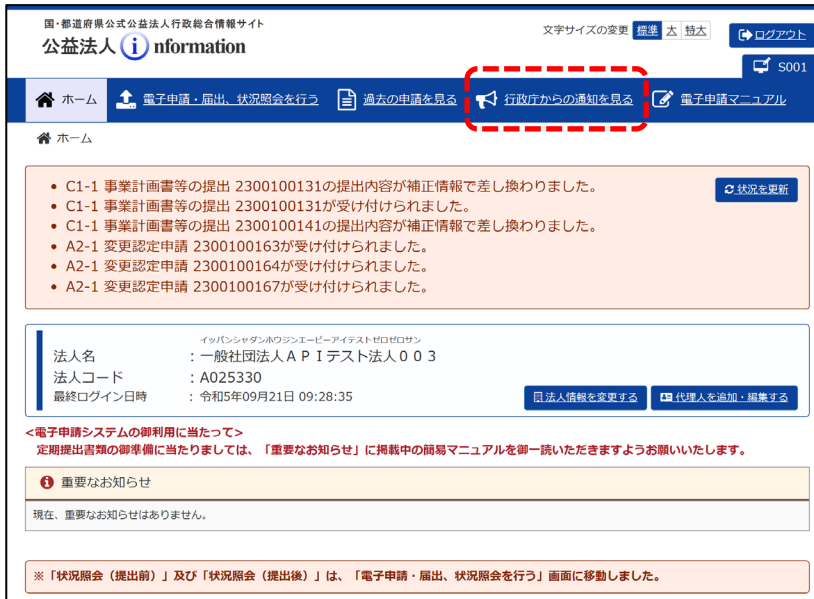 国・都道府県公式公益法人行政総合情報サイト
公益法人 information
文字サイズの変更 標準 大 特大
ログアウト
S001
ホーム 電子申請・届出、状況照会を行う 過去の申請を見る 行政庁からの通知を見る 電子申請マニュアル
ホーム
• C1-1 事業計画書等の提出 2300100131の提出内容が補正情報で差し換わりました。
状況を更新
• C1-1 事業計画書等の提出 2300100131が受け付けられました。
• C1-1 事業計画書等の提出 2300100141の提出内容が補正情報で差し換わりました。
• A2-1 変更認定申請 2300100163が受け付けられました。
• A2-1 変更認定申請 2300100164が受け付けられました。
• A2-1 変更認定申請 2300100167が受け付けられました。
イッパンシャダンホウジンエーピーアイテストゼロゼロサン
法人名 ：一般社団法人ＡＰＩテスト法人００３
法人コード ：A025330
最終ログイン日時 ：令和5年09月21日 09:28:35
法人情報を変更する 代理人を追加・編集する
<電子申請システムの御利用に当たって>
定期提出書類の御準備に当たりましては、「重要なお知らせ」に掲載中の簡易マニュアルを御一読いただきますようお願いいたします。
重要なお知らせ
現在、重要なお知らせはありません。
※「状況照会（提出前）」及び「状況照会（提出後）」は、「電子申請・届出、状況照会を行う」画面に移動しました。